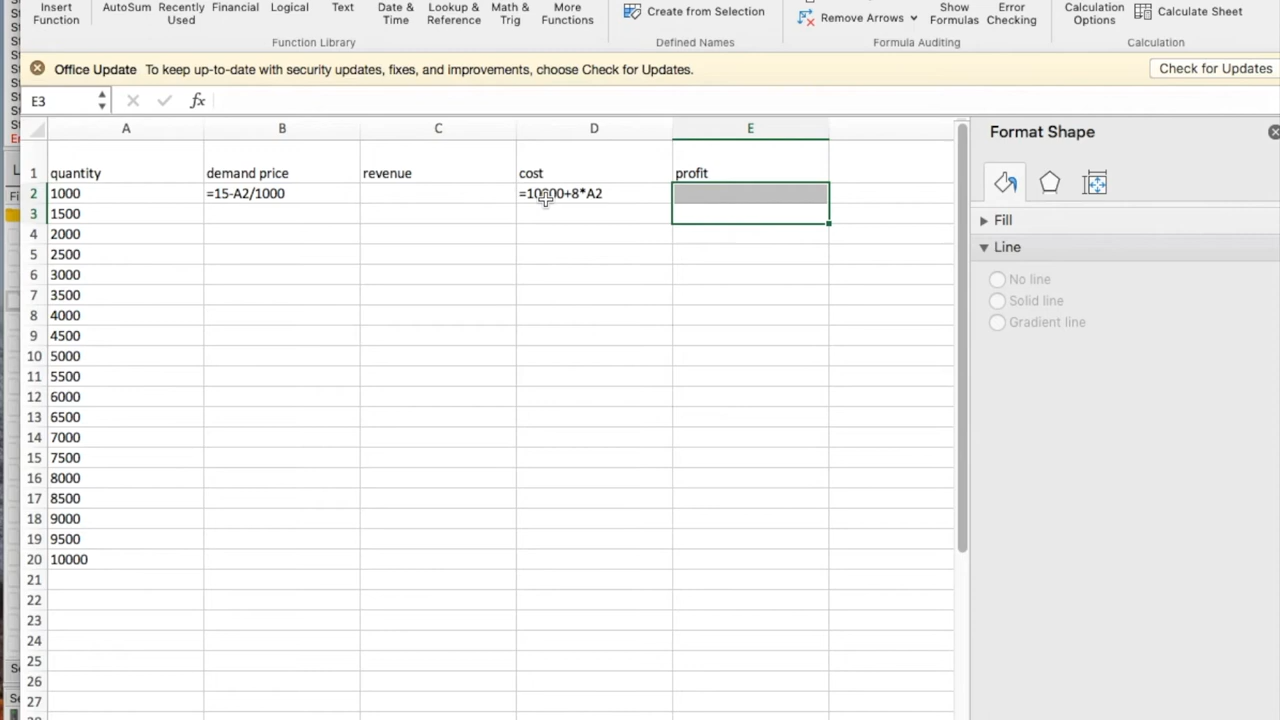 Insert Function
AutoSum
Recently Used
Financial
Logical
Text
Date & Time
Lookup & Reference
Math & Trig
More Functions
Create from Selection
Remove Arrows
Show Formulas
Error Checking
Calculation Options
Calculate Sheet
Function Library
Defined Names
Formula Auditing
Calculation
Office Update To keep up-to-date with security updates, fixes, and improvements, choose Check for Updates.
Check for Updates
E3 fx
A B C D E
1 quantity demand price revenue cost profit
2 1000 =15-A2/1000 =10000+8*A2
3 1500
4 2000
5 2500
6 3000
7 3500
8 4000
9 4500
10 5000
11 5500
12 6000
13 6500
14 7000
15 7500
16 8000
17 8500
18 9000
19 9500
20 10000
21
22
23
24
25
26
27
Format Shape
Fill
Line
No line
Solid line
Gradient line